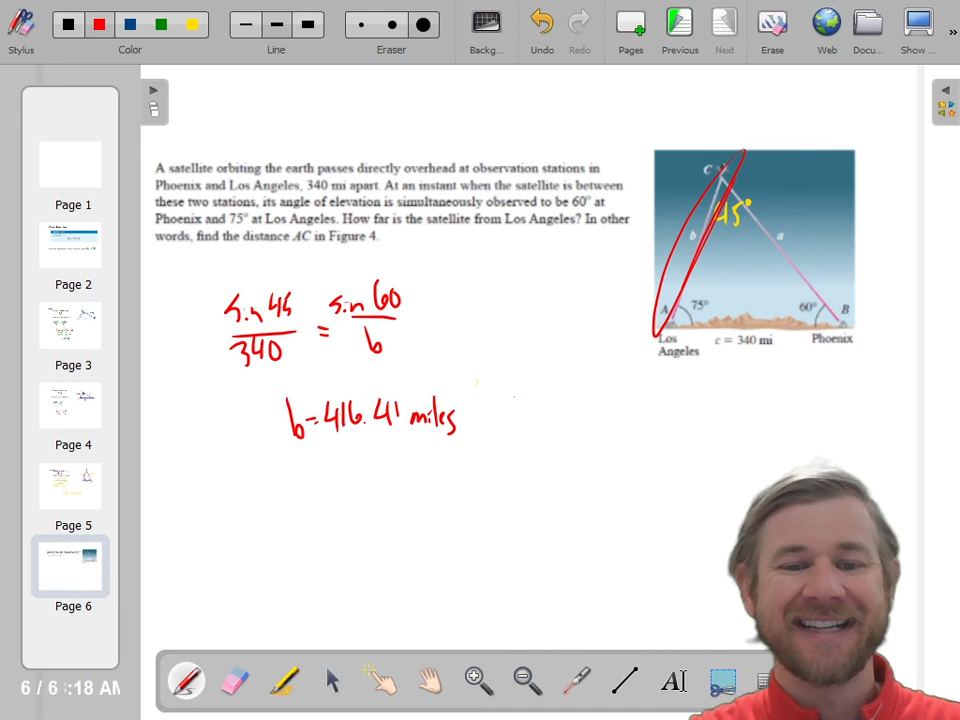 Stylus
Color
Line
Eraser
Backg...
Undo
Redo
Pages
Previous
Next
Erase
Web
Docu...
Show ...
»
Page 1
Page 2
Page 3
Page 4
Page 5
Page 6
A satellite orbiting the earth passes directly overhead at observation stations in
Phoenix and Los Angeles, 340 mi apart. At an instant when the satellite is between
these two stations, its angle of elevation is simultaneously observed to be 60° at
Phoenix and 75° at Los Angeles. How far is the satellite from Los Angeles? In other
words, find the distance AC in Figure 4.
C
45°
b
a
A
75°
60°
B
Los
Angeles
c = 340 mi
Phoenix
sin 45
340
=
sin 60
b
b = 416.41 miles
A